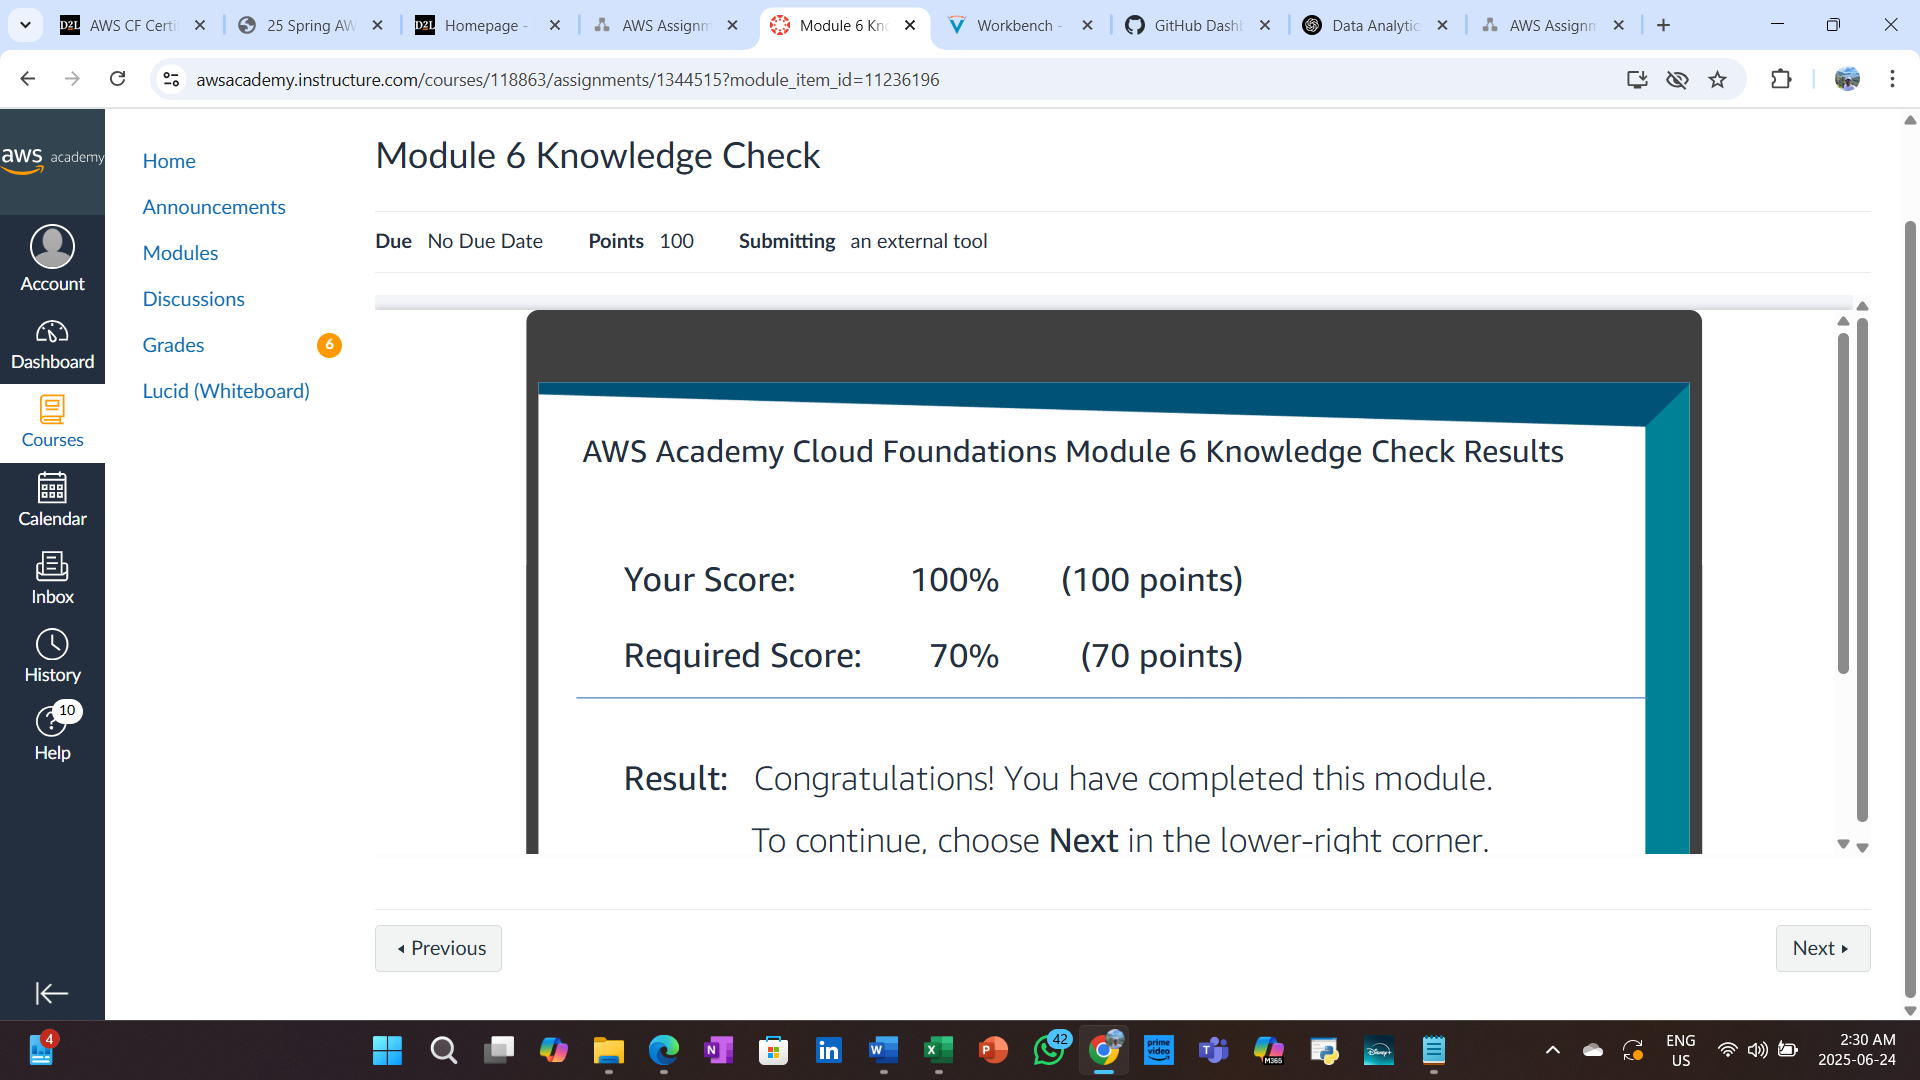 AWS CF Certi
25 Spring AW
Homepage -
AWS Assignm
Module 6 Kno
Workbench -
GitHub Dashb
Data Analytic
AWS Assignm
awsacademy.instructure.com/courses/118863/assignments/1344515?module_item_id=11236196
aws academy
Account
Dashboard
Courses
Calendar
Inbox
History
10
Help
Home
Announcements
Modules
Discussions
Grades 6
Lucid (Whiteboard)
Module 6 Knowledge Check
Due No Due Date Points 100 Submitting an external tool
AWS Academy Cloud Foundations Module 6 Knowledge Check Results
Your Score: 100% (100 points)
Required Score: 70% (70 points)
Result: Congratulations! You have completed this module.
To continue, choose Next in the lower-right corner.
Previous
Next
4
42
prime video
M365
Disney+
ENG
US
2:30 AM
2025-06-24